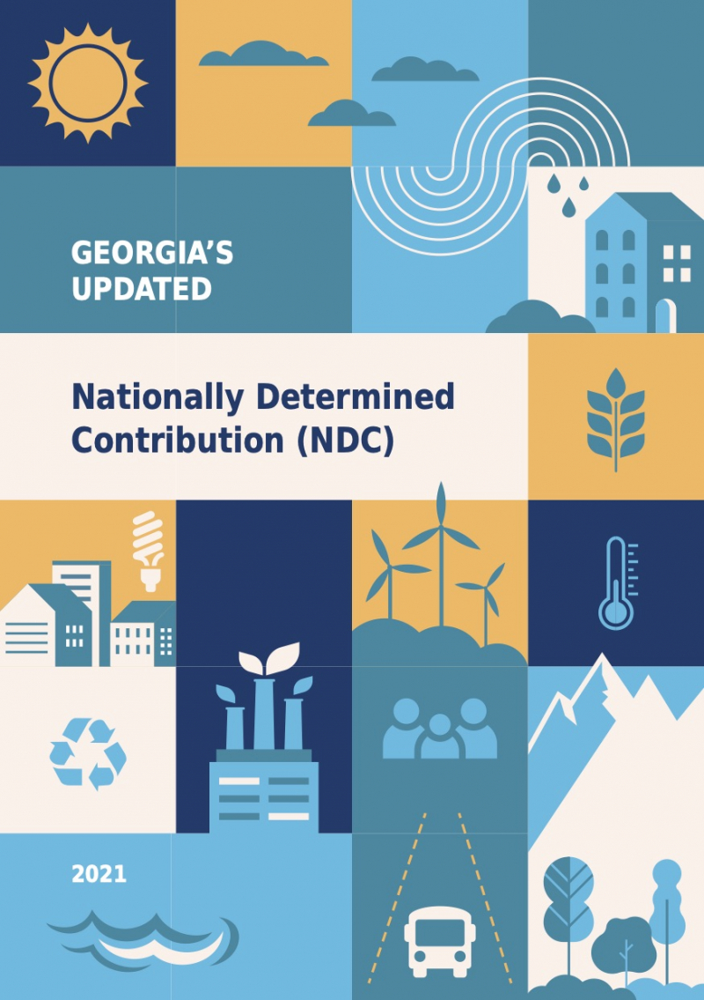 GEORGIA’S
UPDATED
Nationally Determined
Contribution (NDC)
2021